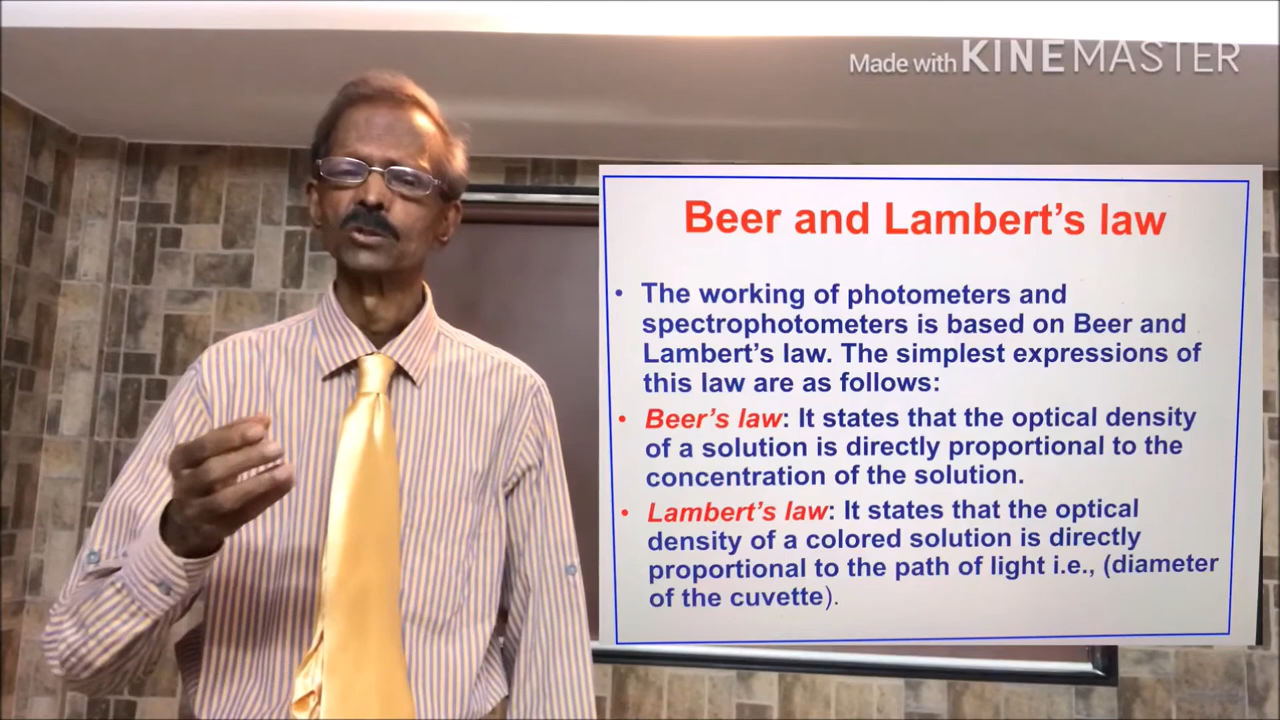 Made with KINEMASTER
Beer and Lambert's law
• The working of photometers and
spectrophotometers is based on Beer and
Lambert's law. The simplest expressions of
this law are as follows:
• Beer's law: It states that the optical density
of a solution is directly proportional to the
concentration of the solution.
• Lambert's law: It states that the optical
density of a colored solution is directly
proportional to the path of light i.e., (diameter
of the cuvette).